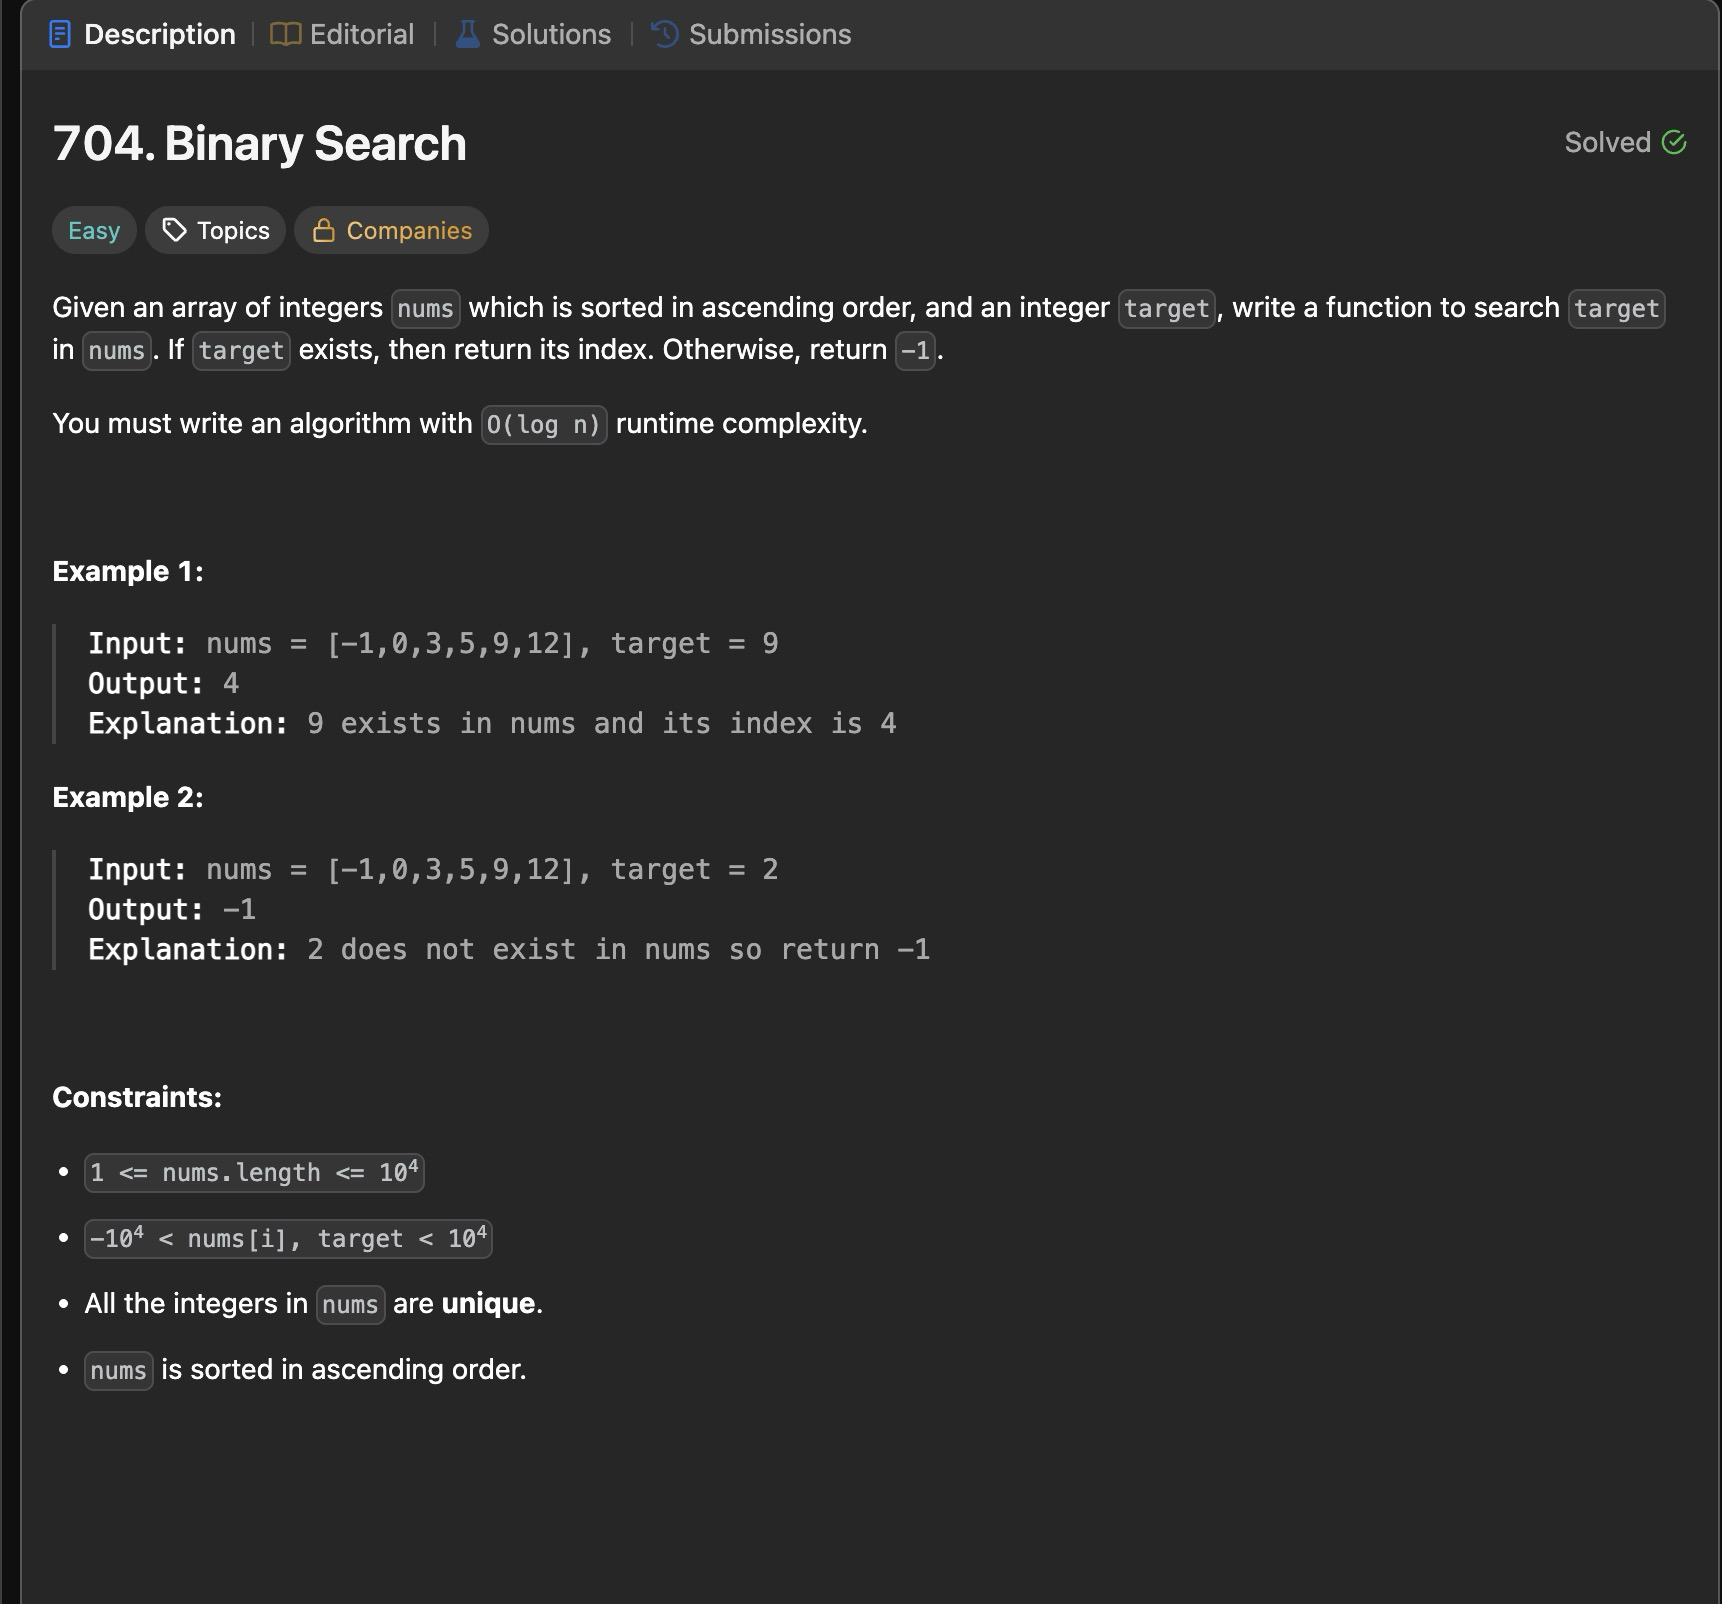 Description
Editorial
Solutions
Submissions
704. Binary Search
Solved
Easy
Topics
Companies
Given an array of integers nums which is sorted in ascending order, and an integer target, write a function to search target
in nums. If target exists, then return its index. Otherwise, return -1.
You must write an algorithm with O(log n) runtime complexity.
Example 1:
Input: nums = [-1,0,3,5,9,12], target = 9
Output: 4
Explanation: 9 exists in nums and its index is 4
Example 2:
Input: nums = [-1,0,3,5,9,12], target = 2
Output: -1
Explanation: 2 does not exist in nums so return -1
Constraints:
• 1 <= nums.length <= 10⁴
• -10⁴ < nums[i], target < 10⁴
• All the integers in nums are unique.
• nums is sorted in ascending order.